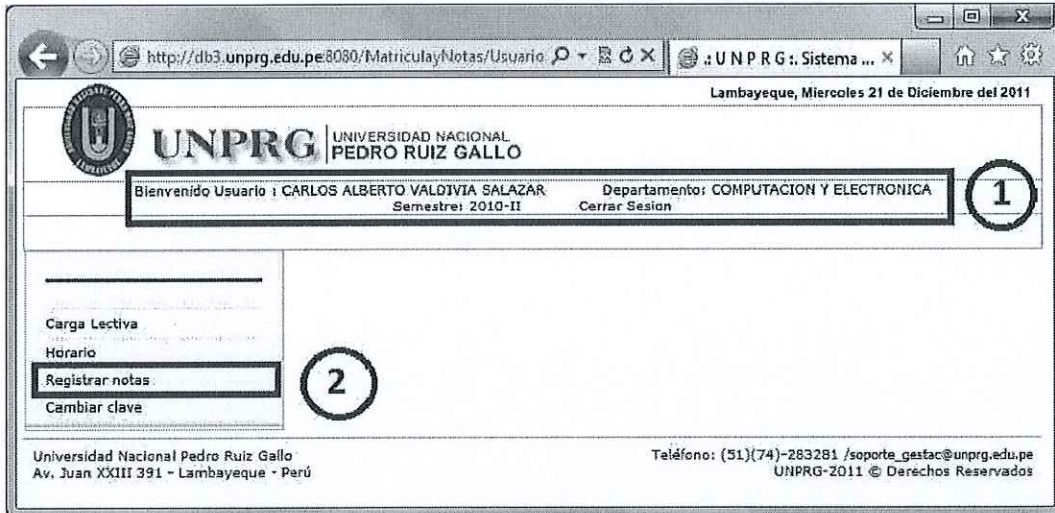 http://db3.unprg.edu.pe:8080/MatriculayNotas/Usuario
.: U N P R G :. Sistema ...
Lambayeque, Miercoles 21 de Diciembre del 2011
UNPRG UNIVERSIDAD NACIONAL
PEDRO RUIZ GALLO
Bienvenido Usuario : CARLOS ALBERTO VALDIVIA SALAZAR Departamento: COMPUTACION Y ELECTRONICA
Semestre: 2010-II Cerrar Sesion
1
Carga Lectiva
Horario
Registrar notas
2
Cambiar clave
Universidad Nacional Pedro Ruiz Gallo Teléfono: (51)(74)-283281 /soporte_gestac@unprg.edu.pe
Av. Juan XXIII 391 - Lambayeque - Perú UNPRG-2011 © Derechos Reservados